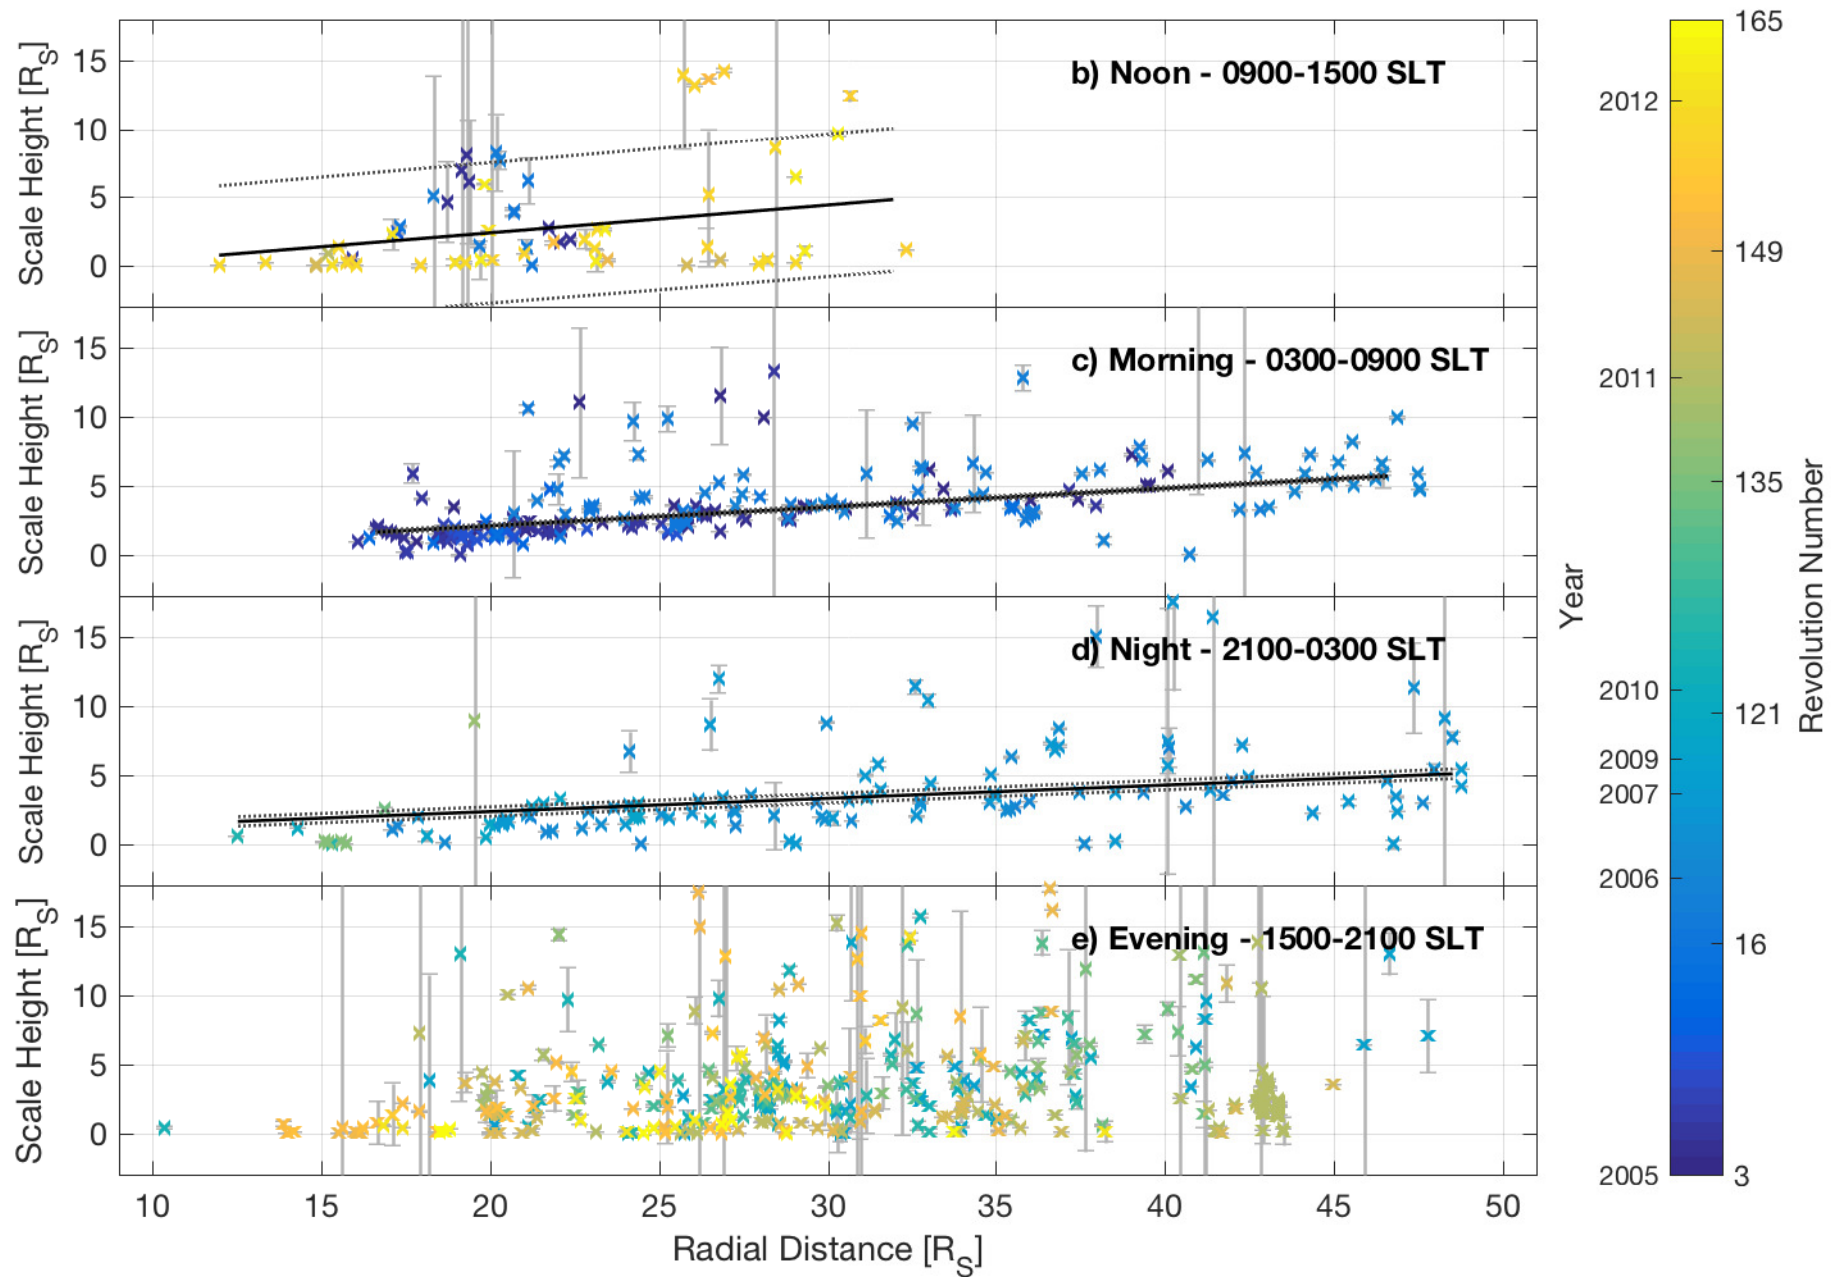 b) Noon - 0900-1500 SLT
Scale Height [R_S]
15
10
5
0
c) Morning - 0300-0900 SLT
Scale Height [R_S]
15
10
5
0
d) Night - 2100-0300 SLT
Scale Height [R_S]
15
10
5
0
e) Evening - 1500-2100 SLT
Scale Height [R_S]
15
10
5
0
10 15 20 25 30 35 40 45 50
Radial Distance [R_S]
Year
2012
2011
2010
2009
2007
2006
2005
165
149
135
121
16
3
Revolution Number